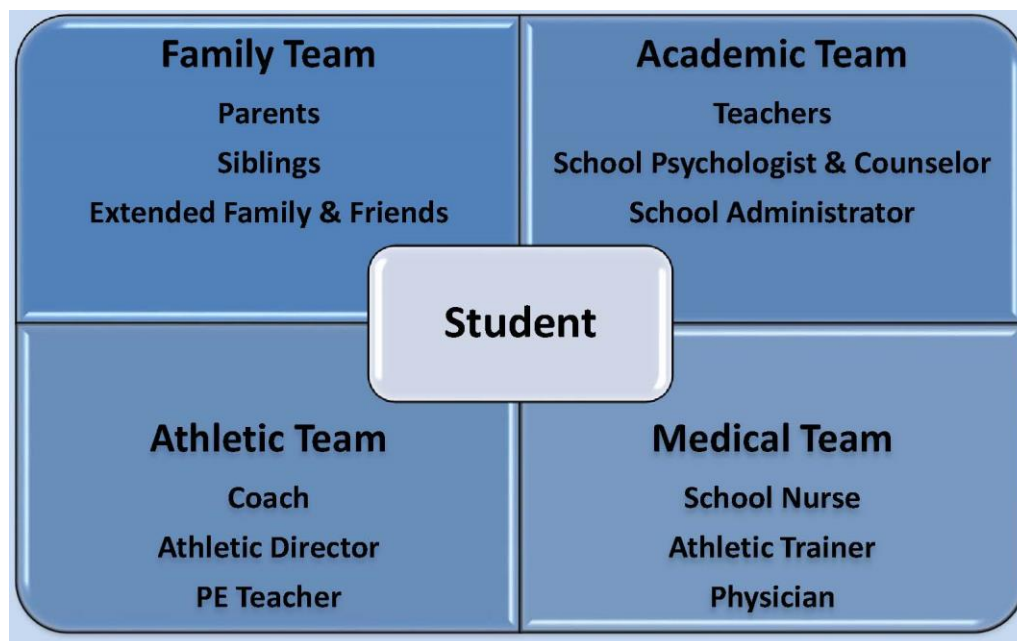 Family Team
Parents
Siblings
Extended Family & Friends
Academic Team
Teachers
School Psychologist & Counselor
School Administrator
Student
Athletic Team
Coach
Athletic Director
PE Teacher
Medical Team
School Nurse
Athletic Trainer
Physician